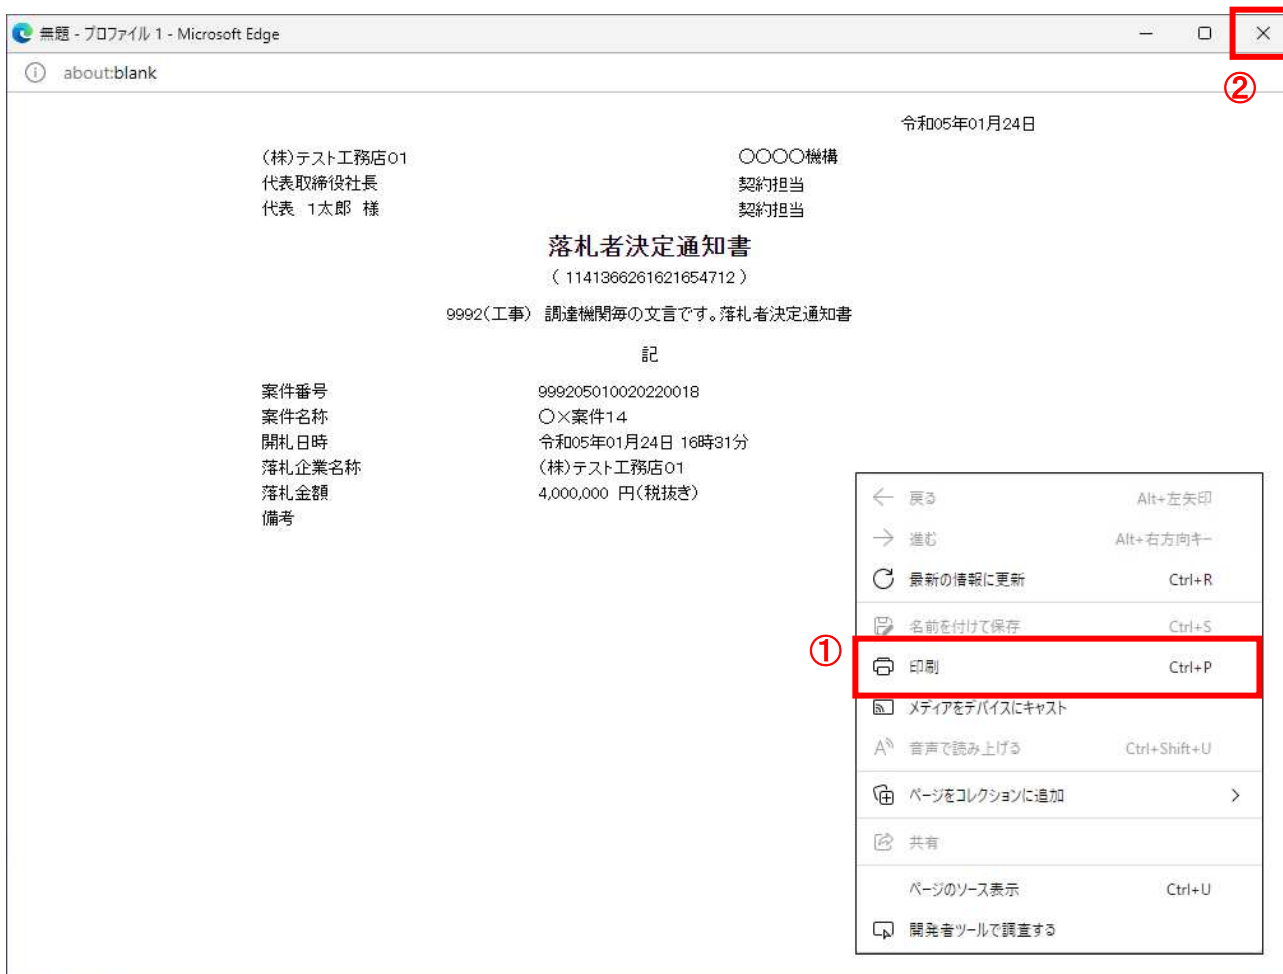 無題 - プロファイル 1 - Microsoft Edge
②
about:blank
令和05年01月24日
(株)テスト工務店01
〇〇〇〇機構
代表取締役社長
契約担当
代表 1太郎 様
契約担当
落札者決定通知書
( 1141366261621654712 )
9992(工事) 調達機関毎の文言です。落札者決定通知書
記
案件番号 999205010020220018
案件名称 〇×案件14
開札日時 令和05年01月24日 16時31分
落札企業名称 (株)テスト工務店01
落札金額 4,000,000 円(税抜き)
備考
戻る Alt+左矢印
進む Alt+右方向キー
最新の情報に更新 Ctrl+R
名前を付けて保存 Ctrl+S
①
印刷 Ctrl+P
メディアをデバイスにキャスト
音声で読み上げる Ctrl+Shift+U
ページをコレクションに追加
共有
ページのソース表示 Ctrl+U
開発者ツールで調査する